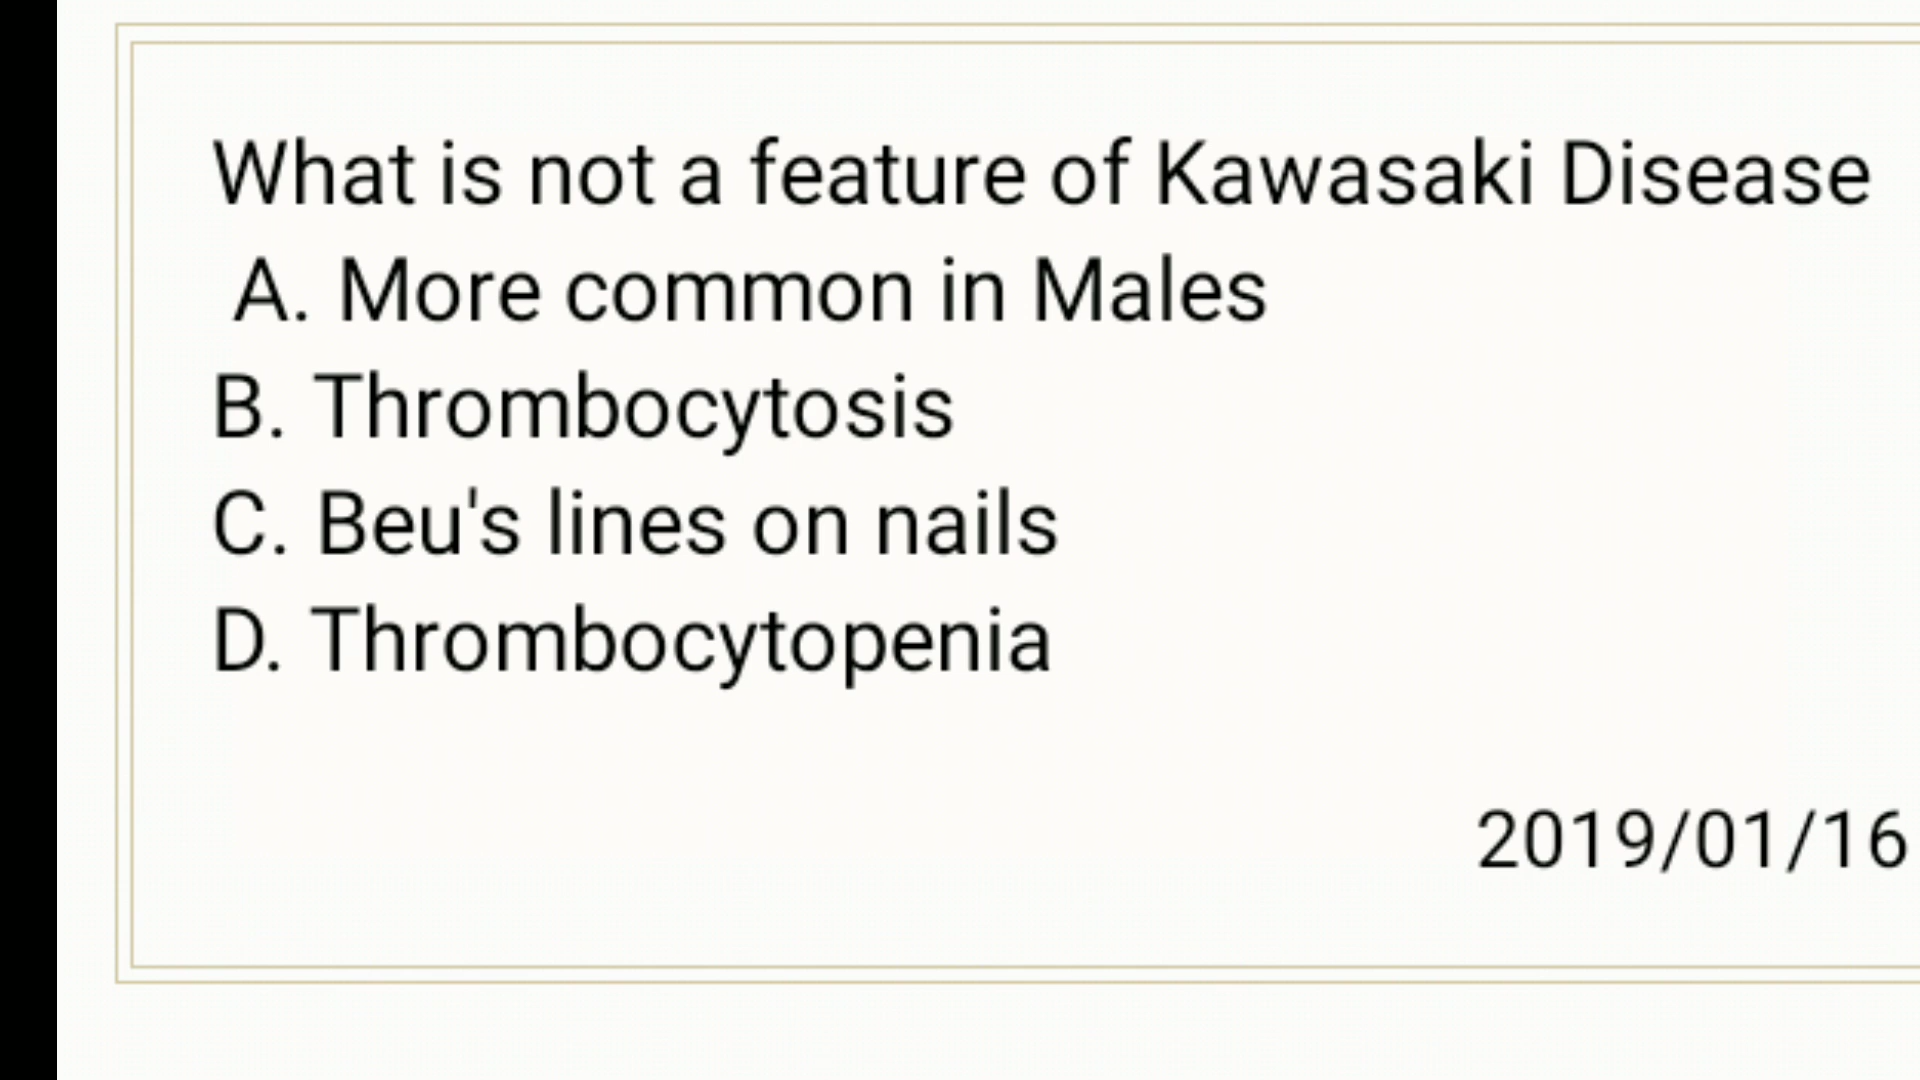 What is not a feature of Kawasaki Disease
A. More common in Males
B. Thrombocytosis
C. Beu's lines on nails
D. Thrombocytopenia
2019/01/16